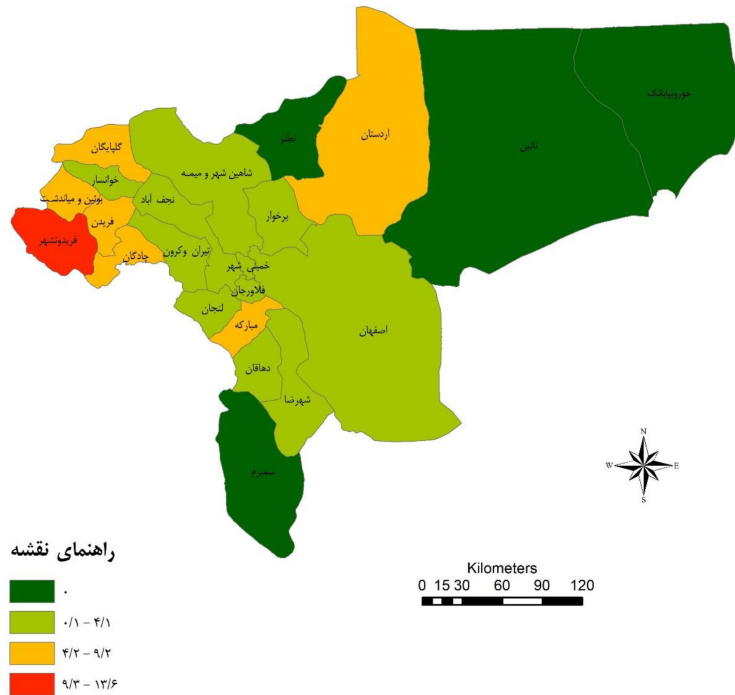 خوروبیابانک
نائین
اردستان
نطنز
گلپایگان
شاهین شهر و میمه
خوانسار
بوئین و میاندشت
نجف آباد
برخوار
فریدن
فریدونشهر
چادگان
تیران وکرون
خمینی شهر
فلاورجان
لنجان
مبارکه
اصفهان
دهاقان
شهرضا
سمیرم
N
W
E
S
راهنمای نقشه
۰
۰/۱ - ۴/۱
۴/۲ - ۹/۲
۹/۳ - ۱۳/۶
Kilometers
0 15 30 60 90 120